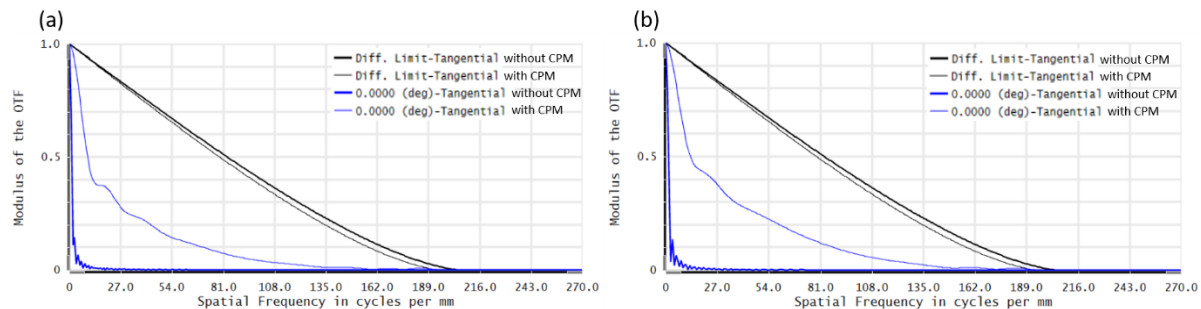 (a)
1.0
0.5
0
Modulus of the OTF
Diff. Limit-Tangential without CPM
Diff. Limit-Tangential with CPM
0.0000 (deg)-Tangential without CPM
0.0000 (deg)-Tangential with CPM
0 27.0 54.0 81.0 108.0 135.0 162.0 189.0 216.0 243.0 270.0
Spatial Frequency in cycles per mm
(b)
1.0
0.5
0
Modulus of the OTF
Diff. Limit-Tangential without CPM
Diff. Limit-Tangential with CPM
0.0000 (deg)-Tangential without CPM
0.0000 (deg)-Tangential with CPM
0 27.0 54.0 81.0 108.0 135.0 162.0 189.0 216.0 243.0 270.0
Spatial Frequency in cycles per mm